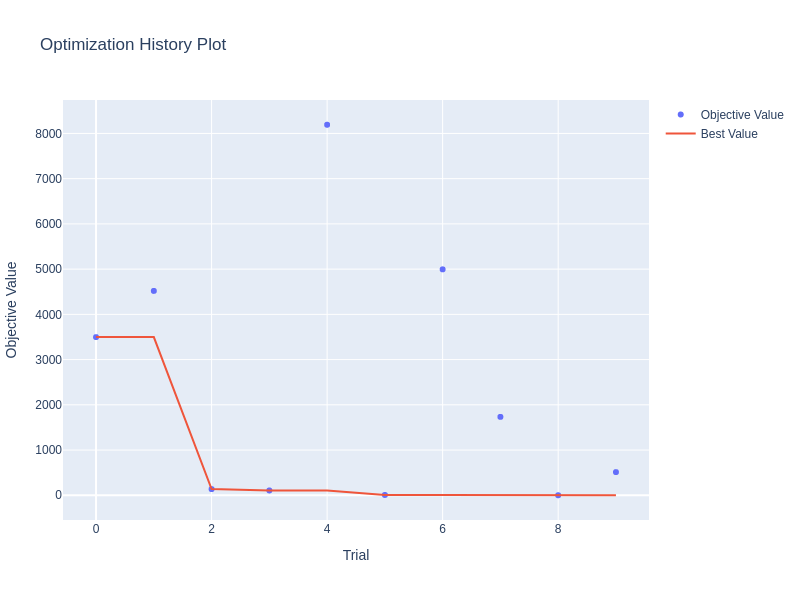 Optimization History Plot
Objective Value
Best Value
8000
7000
6000
5000
4000
3000
2000
1000
0
Objective Value
0 2 4 6 8
Trial